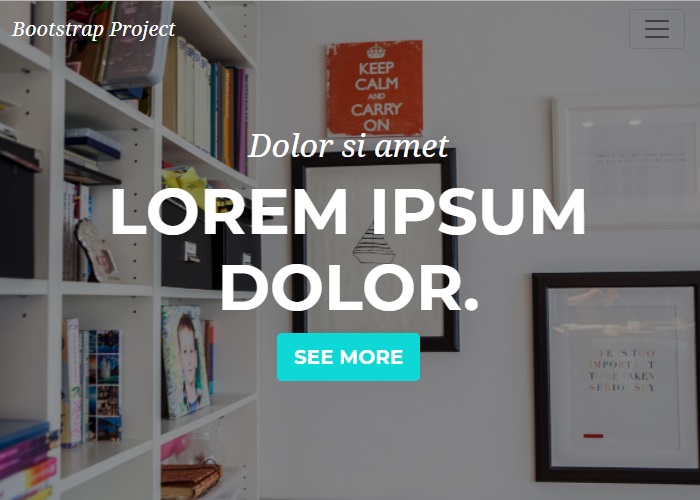 Bootstrap Project
KEEP
CALM
AND
CARRY
ON
Dolor si amet
LOREM IPSUM
DOLOR.
SEE MORE
LIFE IS TOO
IMPORTANT
TO BE TAKEN
SERIOUSLY